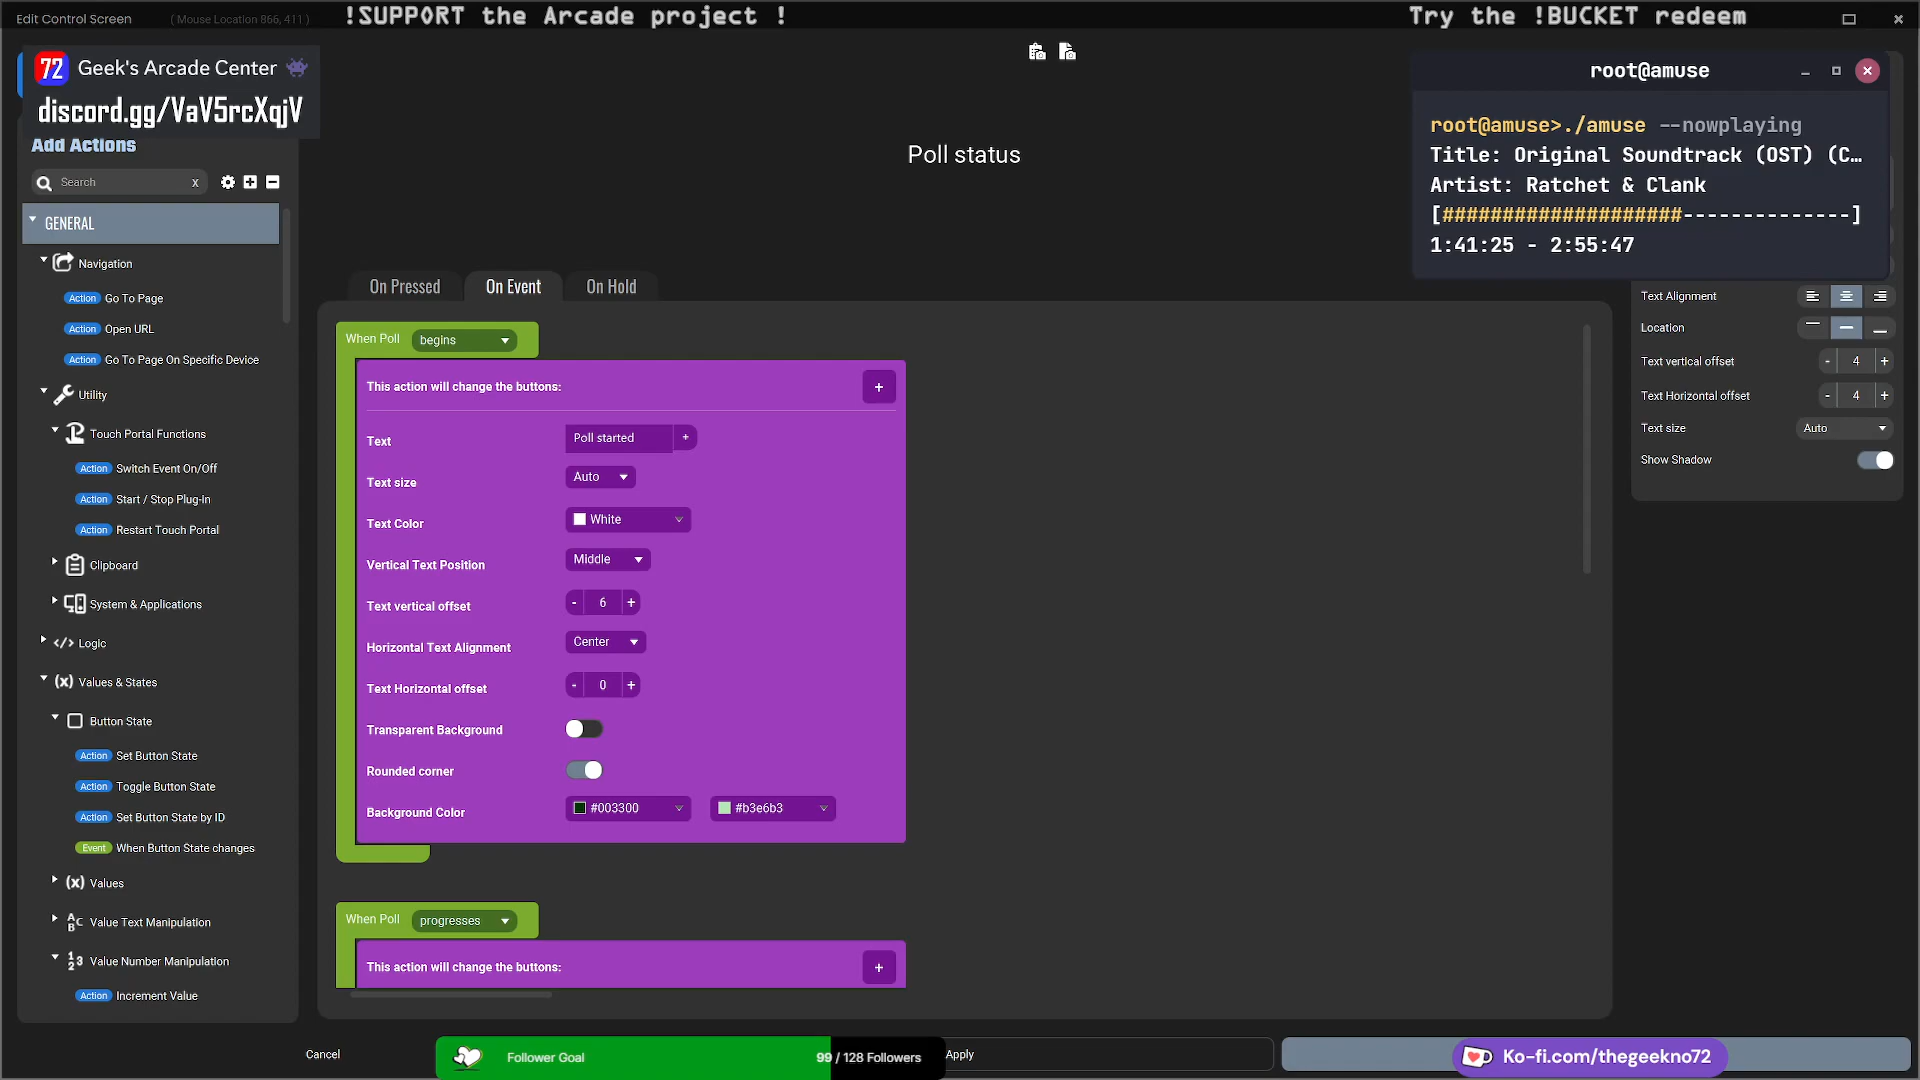 Edit Control Screen
( Mouse Location 866, 411 )
!SUPPORT the Arcade project !
Try the !BUCKET redeem
72
Geek's Arcade Center
discord.gg/VaV5rcXqjV
Add Actions
Search
x
GENERAL
Navigation
Action Go To Page
Action Open URL
Action Go To Page On Specific Device
Utility
Touch Portal Functions
Action Switch Event On/Off
Action Start / Stop Plug-In
Action Restart Touch Portal
Clipboard
System & Applications
Logic
Values & States
Button State
Action Set Button State
Action Toggle Button State
Action Set Button State by ID
Event When Button State changes
Values
Value Text Manipulation
Value Number Manipulation
Action Increment Value
Poll status
On Pressed
On Event
On Hold
When Poll begins
This action will change the buttons:
+
Text Poll started +
Text size Auto
Text Color White
Vertical Text Position Middle
Text vertical offset - 6 +
Horizontal Text Alignment Center
Text Horizontal offset - 0 +
Transparent Background
Rounded corner
Background Color #003300 #b3e6b3
When Poll progresses
This action will change the buttons:
+
root@amuse
root@amuse>./amuse --nowplaying
Title: Original Soundtrack (OST) (C…
Artist: Ratchet & Clank
[####################--------------]
1:41:25 - 2:55:47
Text Alignment
Location
Text vertical offset - 4 +
Text Horizontal offset - 4 +
Text size Auto
Show Shadow
Cancel
Follower Goal
99 / 128 Followers
Apply
Ko-fi.com/thegeekno72